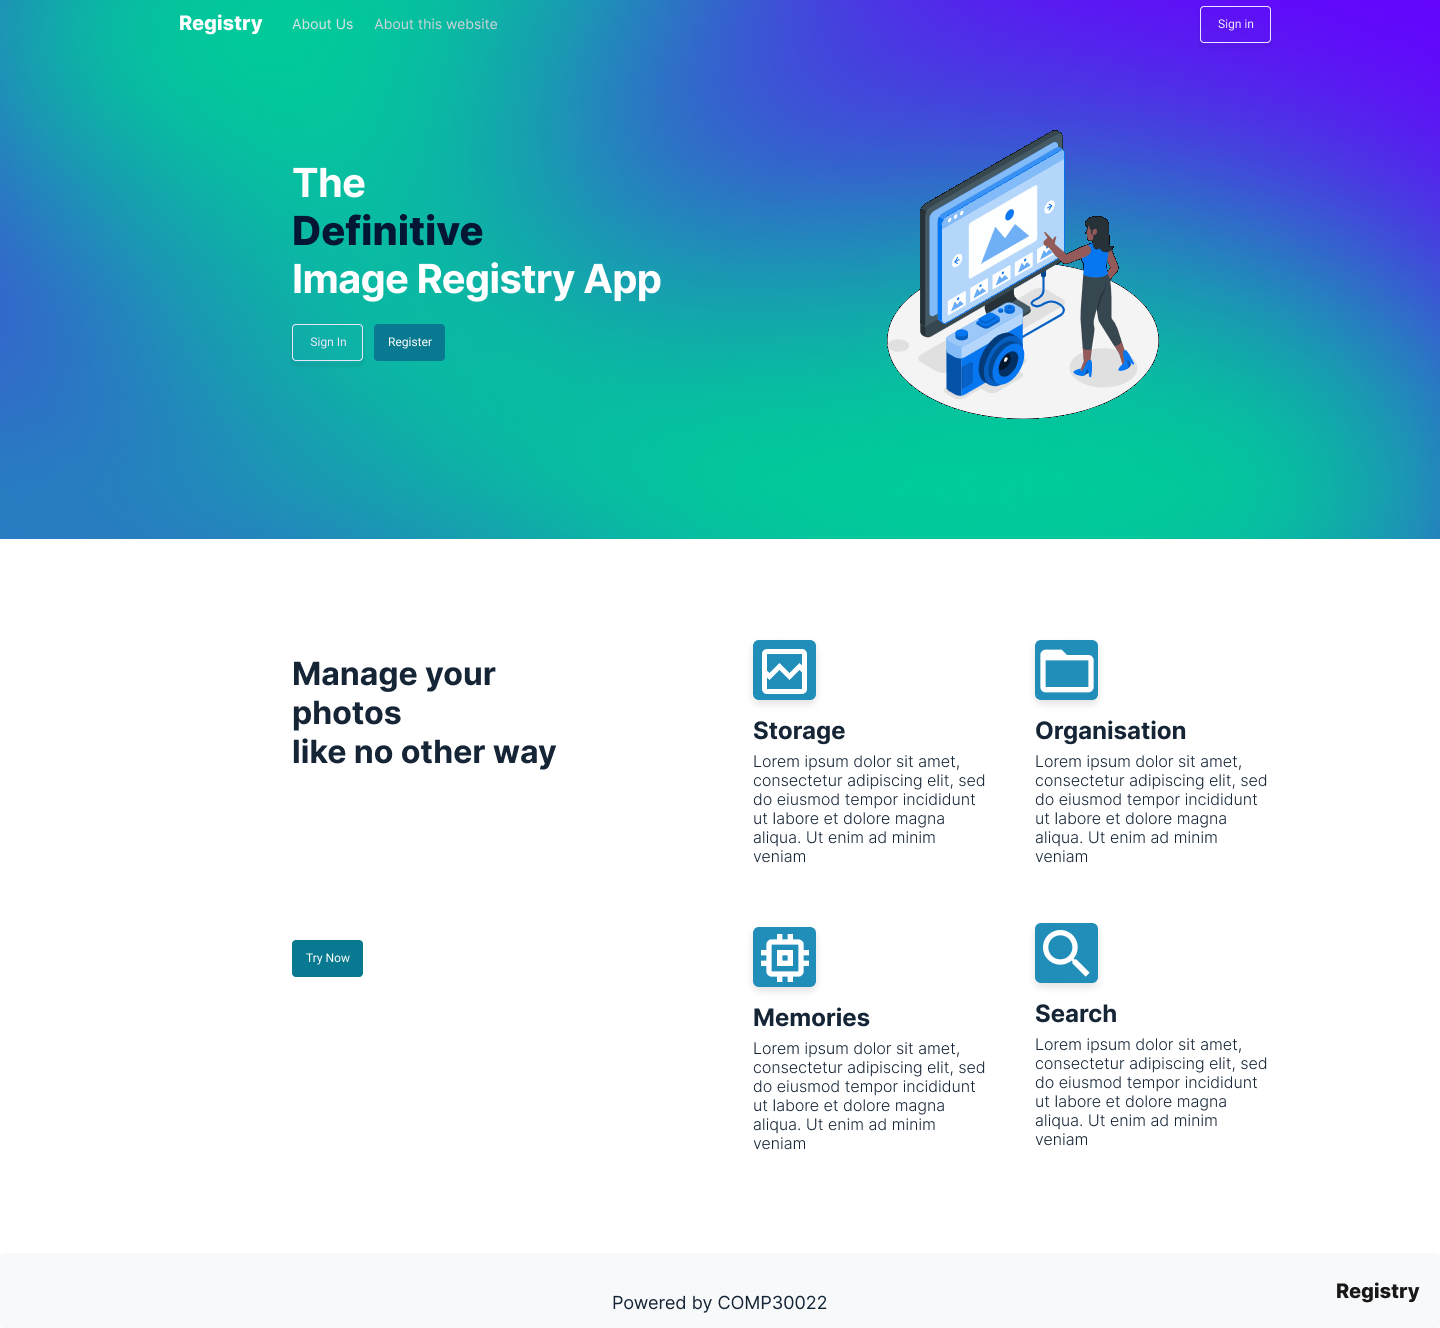 Registry
About Us
About this website
Sign in
The
Definitive
Image Registry App
Sign In
Register
Manage your
photos
like no other way
Try Now
Storage
Lorem ipsum dolor sit amet,
consectetur adipiscing elit, sed
do eiusmod tempor incididunt
ut labore et dolore magna
aliqua. Ut enim ad minim
veniam
Organisation
Lorem ipsum dolor sit amet,
consectetur adipiscing elit, sed
do eiusmod tempor incididunt
ut labore et dolore magna
aliqua. Ut enim ad minim
veniam
Memories
Lorem ipsum dolor sit amet,
consectetur adipiscing elit, sed
do eiusmod tempor incididunt
ut labore et dolore magna
aliqua. Ut enim ad minim
veniam
Search
Lorem ipsum dolor sit amet,
consectetur adipiscing elit, sed
do eiusmod tempor incididunt
ut labore et dolore magna
aliqua. Ut enim ad minim
veniam
Powered by COMP30022
Registry